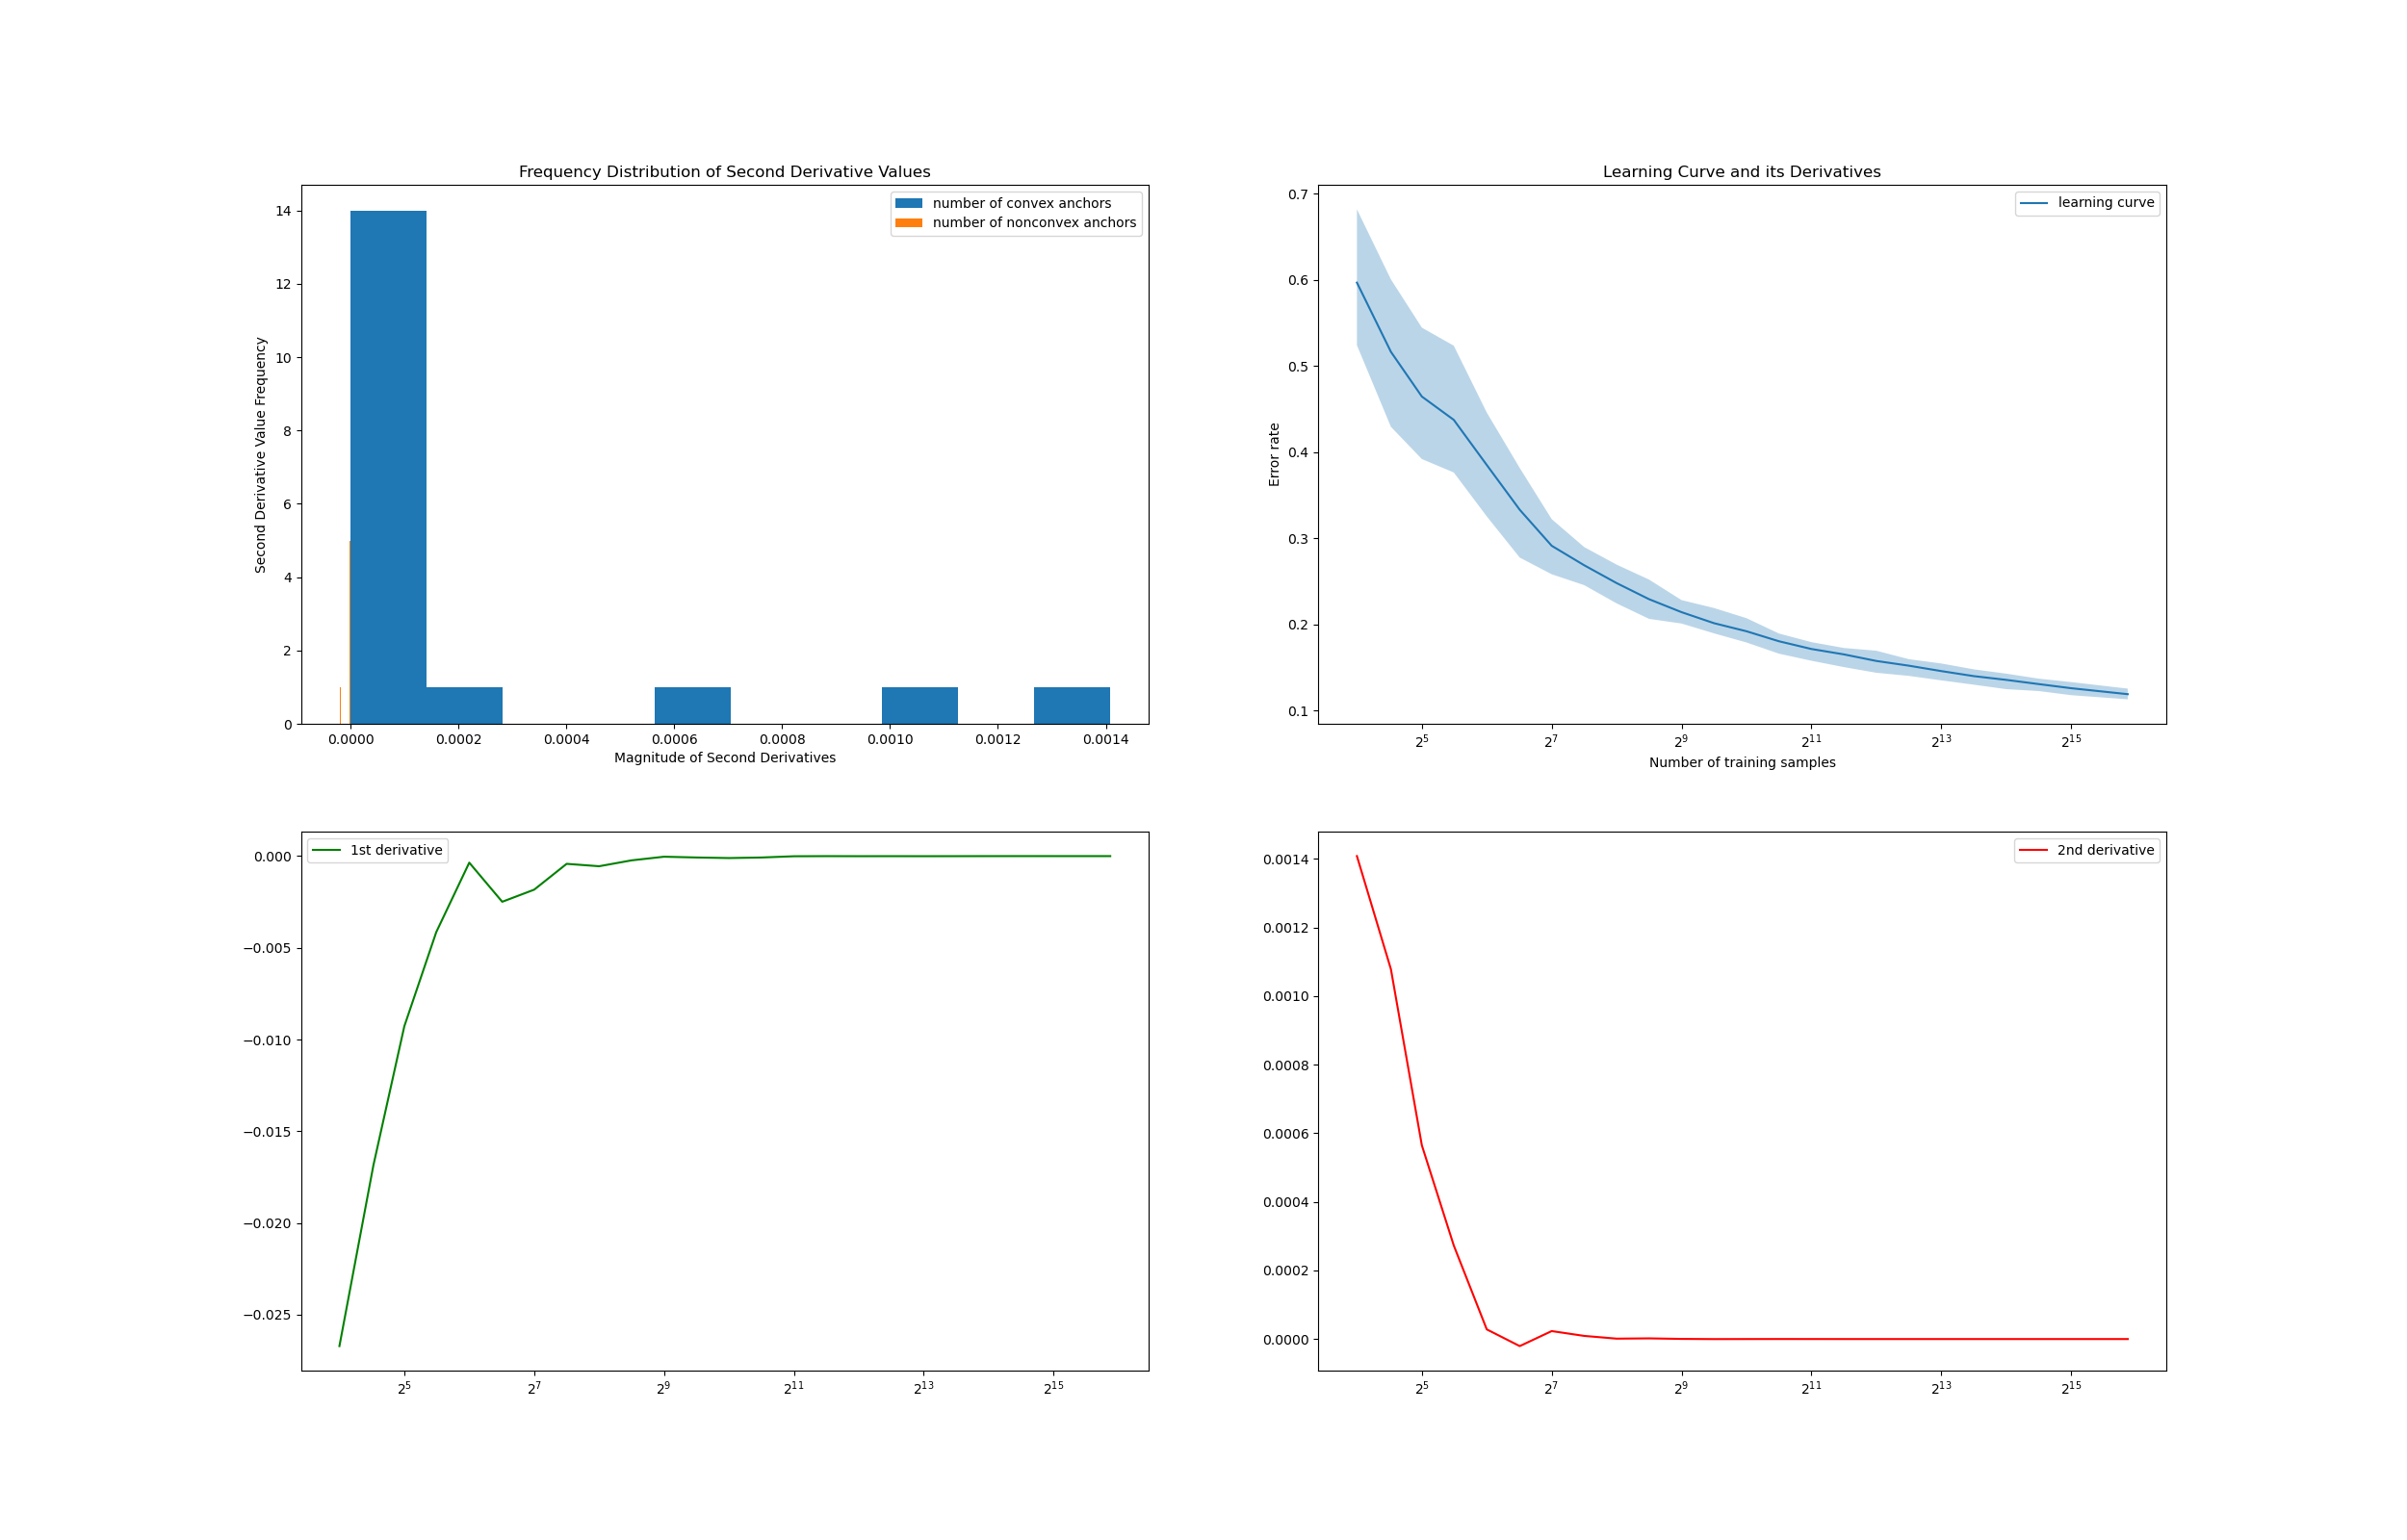 Frequency Distribution of Second Derivative Values
number of convex anchors
number of nonconvex anchors
14
12
10
8
6
4
2
0
Second Derivative Value Frequency
0.0000 0.0002 0.0004 0.0006 0.0008 0.0010 0.0012 0.0014
Magnitude of Second Derivatives
Learning Curve and its Derivatives
learning curve
0.7
0.6
0.5
0.4
0.3
0.2
0.1
Error rate
2^5 2^7 2^9 2^11 2^13 2^15
Number of training samples
1st derivative
0.000
−0.005
−0.010
−0.015
−0.020
−0.025
2^5 2^7 2^9 2^11 2^13 2^15
2nd derivative
0.0014
0.0012
0.0010
0.0008
0.0006
0.0004
0.0002
0.0000
2^5 2^7 2^9 2^11 2^13 2^15